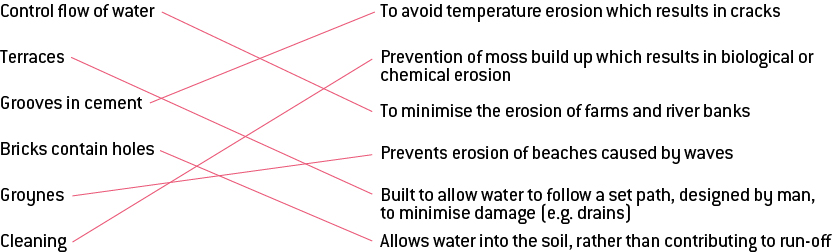 Control flow of water
Terraces
Grooves in cement
Bricks contain holes
Groynes
Cleaning
To avoid temperature erosion which results in cracks
Prevention of moss build up which results in biological or
chemical erosion
To minimise the erosion of farms and river banks
Prevents erosion of beaches caused by waves
Built to allow water to follow a set path, designed by man,
to minimise damage (e.g. drains)
Allows water into the soil, rather than contributing to run-off